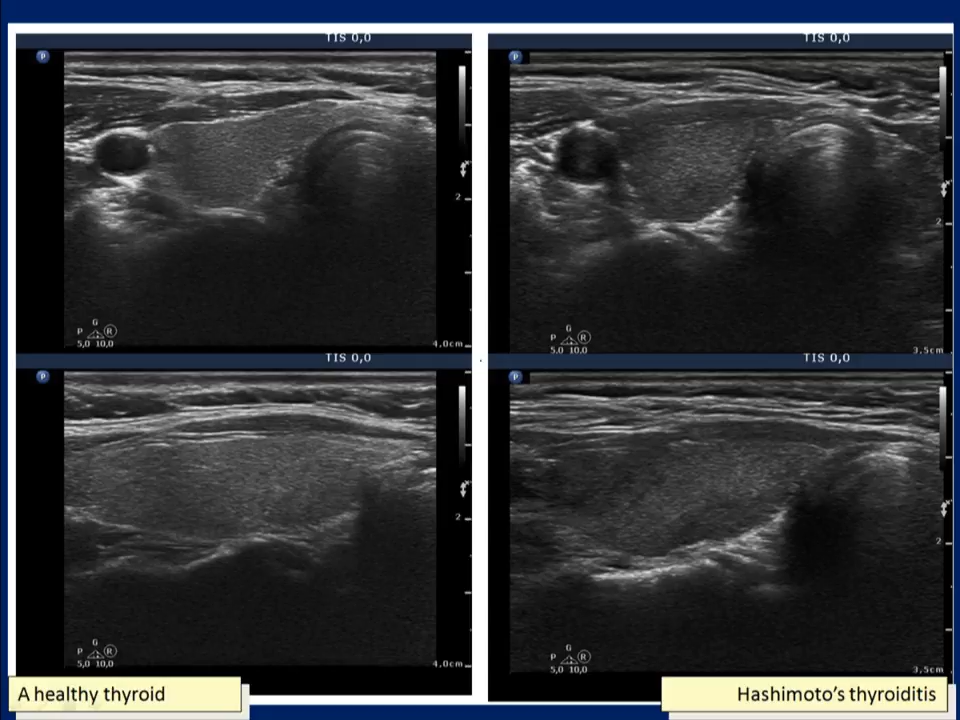 TIS 0,0
TIS 0,0
P
P
2
2
G
P R
5,0 10,0
4.0cm
G
P R
5,0 10,0
3.5cm
TIS 0,0
TIS 0,0
P
P
2
2
G
P R
5,0 10,0
4.0cm
G
P R
5,0 10,0
3.5cm
A healthy thyroid
Hashimoto's thyroiditis